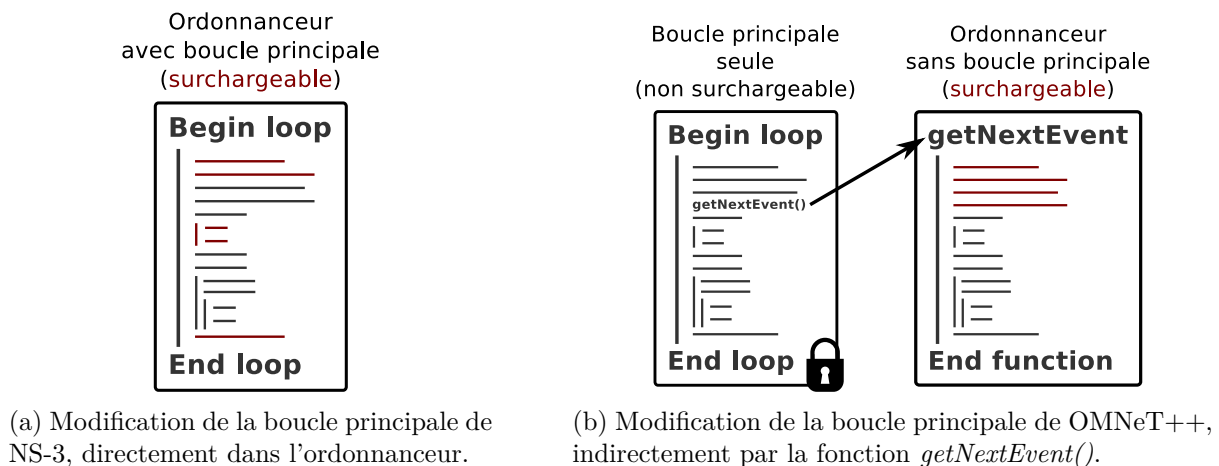 Ordonnanceur
avec boucle principale
(surchargeable)
Begin loop
End loop
(a) Modification de la boucle principale de
NS-3, directement dans l'ordonnanceur.
Boucle principale
seule
(non surchargeable)
Begin loop
getNextEvent()
End loop
Ordonnanceur
sans boucle principale
(surchargeable)
getNextEvent
End function
(b) Modification de la boucle principale de OMNeT++,
indirectement par la fonction getNextEvent().